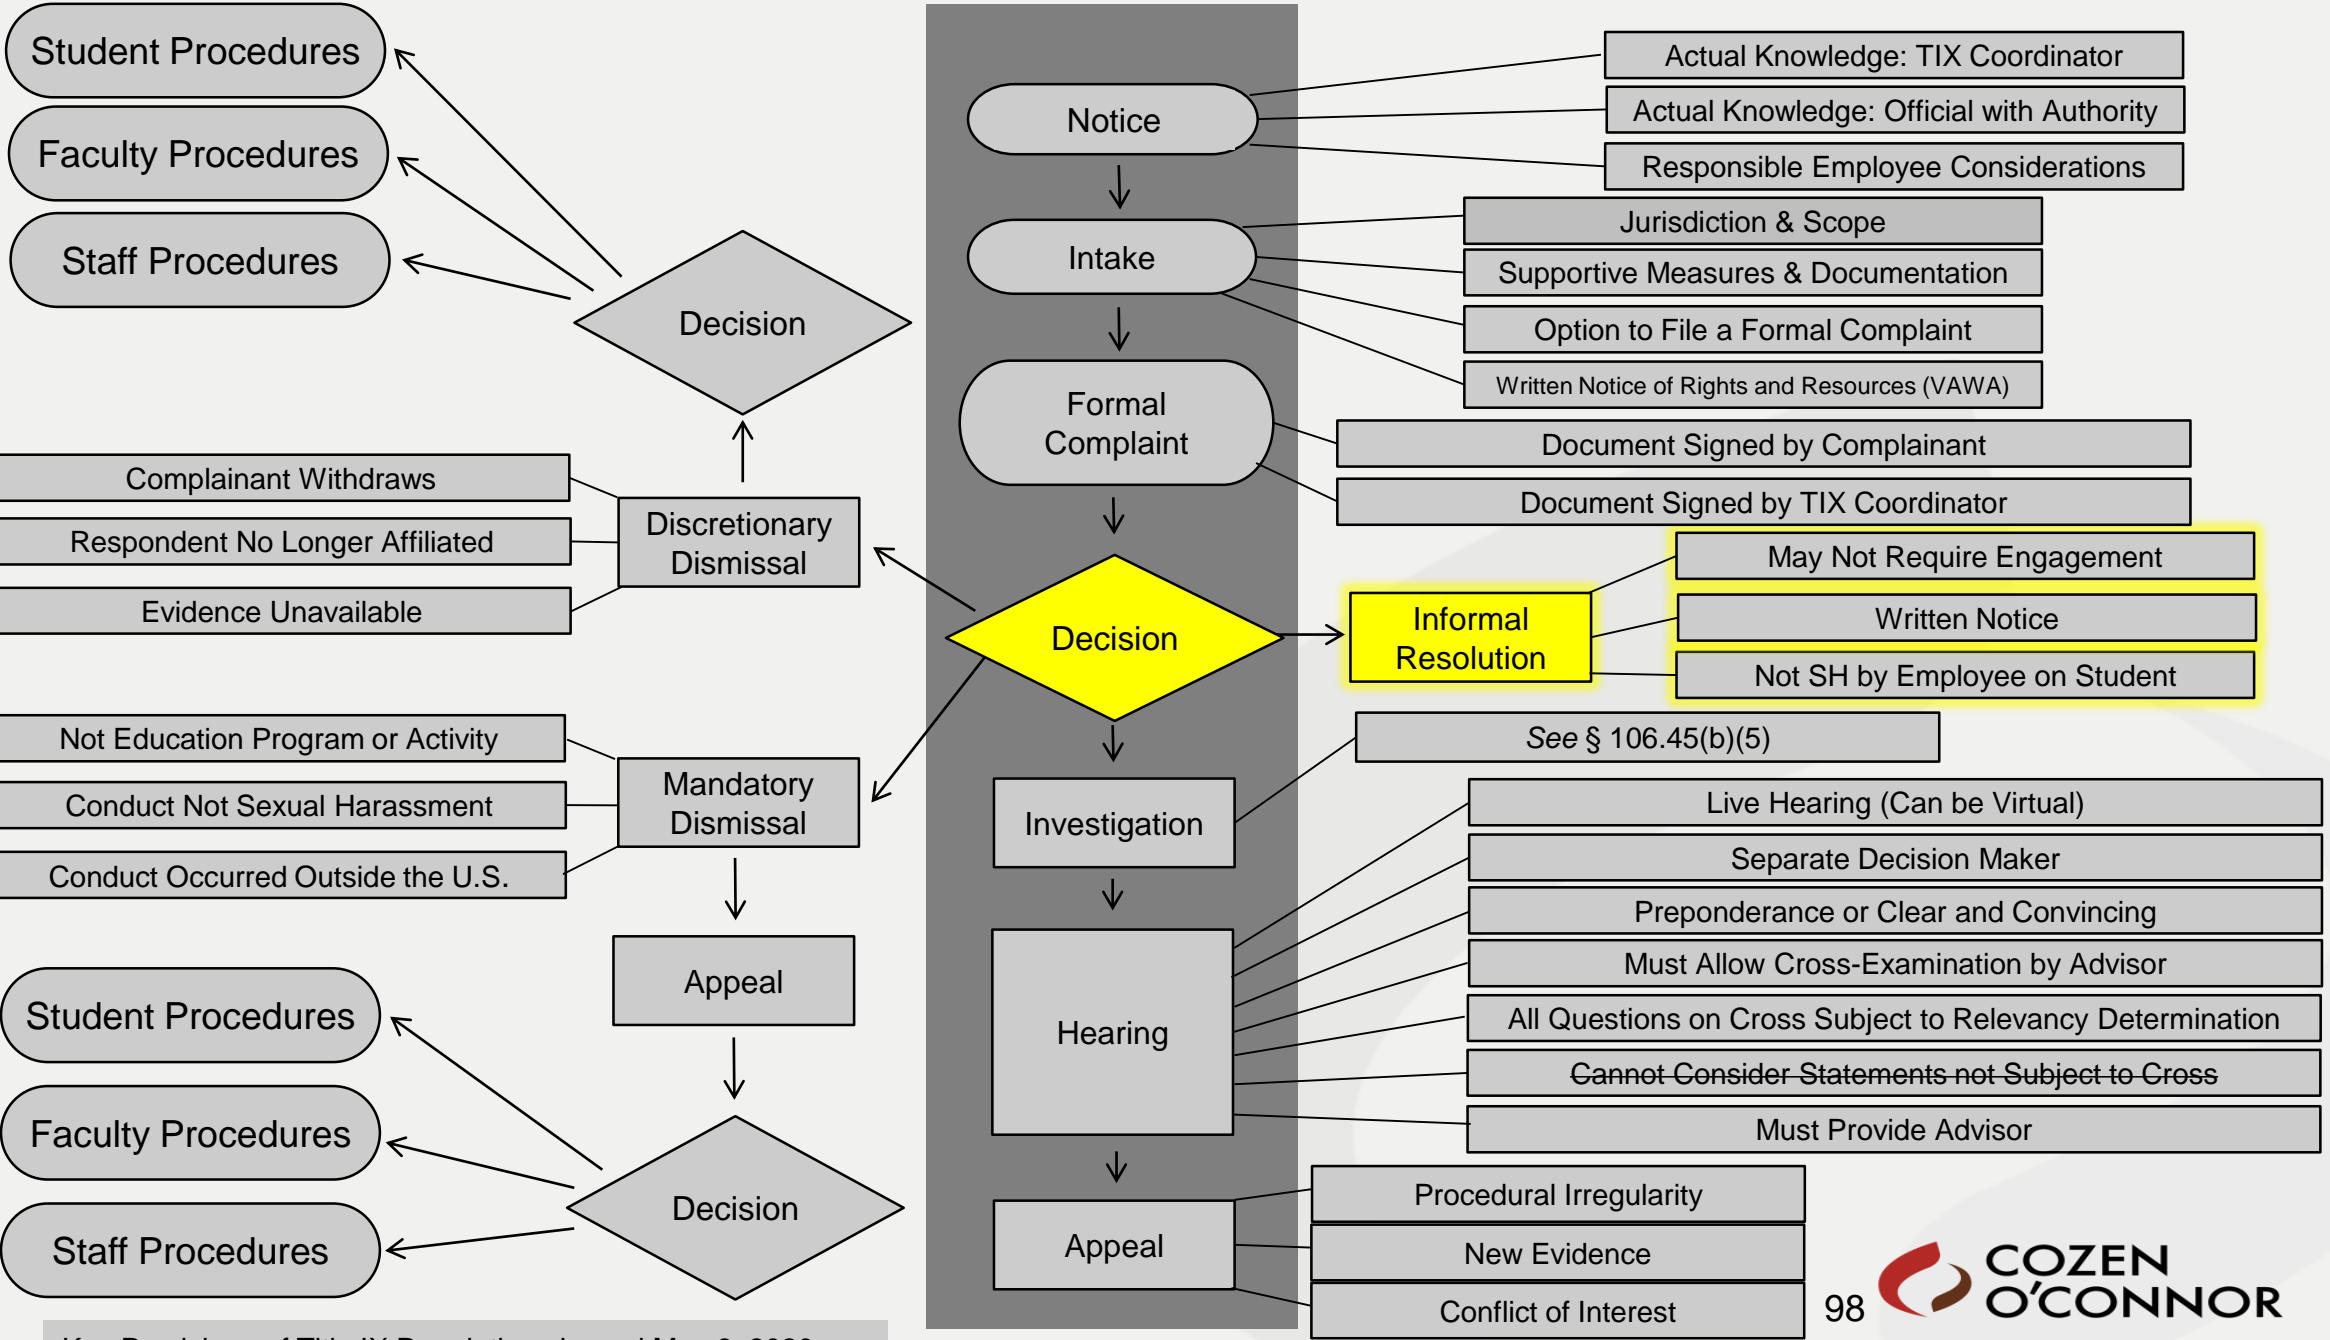 Student Procedures
Faculty Procedures
Staff Procedures
Decision
Complainant Withdraws
Respondent No Longer Affiliated
Evidence Unavailable
Discretionary
Dismissal
Not Education Program or Activity
Conduct Not Sexual Harassment
Conduct Occurred Outside the U.S.
Mandatory
Dismissal
Appeal
Student Procedures
Faculty Procedures
Staff Procedures
Decision
Notice
Intake
Formal
Complaint
Decision
Investigation
Hearing
Appeal
Actual Knowledge: TIX Coordinator
Actual Knowledge: Official with Authority
Responsible Employee Considerations
Jurisdiction & Scope
Supportive Measures & Documentation
Option to File a Formal Complaint
Written Notice of Rights and Resources (VAWA)
Document Signed by Complainant
Document Signed by TIX Coordinator
Informal
Resolution
May Not Require Engagement
Written Notice
Not SH by Employee on Student
See § 106.45(b)(5)
Live Hearing (Can be Virtual)
Separate Decision Maker
Preponderance or Clear and Convincing
Must Allow Cross-Examination by Advisor
All Questions on Cross Subject to Relevancy Determination
Cannot Consider Statements not Subject to Cross
Must Provide Advisor
Procedural Irregularity
New Evidence
Conflict of Interest
98
COZEN
O'CONNOR